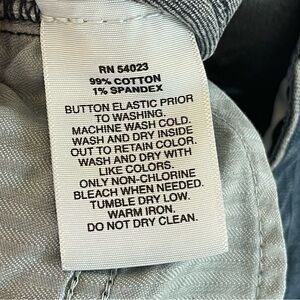 RN 54023
99% COTTON
1% SPANDEX
BUTTON ELASTIC PRIOR
TO WASHING.
MACHINE WASH COLD.
WASH AND DRY INSIDE
OUT TO RETAIN COLOR.
WASH AND DRY WITH
LIKE COLORS.
ONLY NON-CHLORINE
BLEACH WHEN NEEDED.
TUMBLE DRY LOW.
WARM IRON.
DO NOT DRY CLEAN.